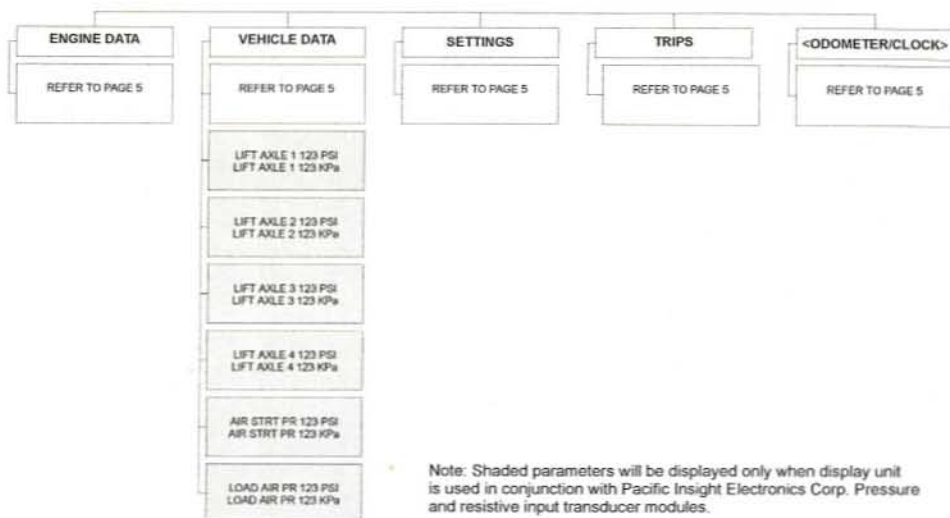 ENGINE DATA
VEHICLE DATA
SETTINGS
TRIPS
<ODOMETER/CLOCK>
REFER TO PAGE 5
REFER TO PAGE 5
REFER TO PAGE 5
REFER TO PAGE 5
REFER TO PAGE 5
LIFT AXLE 1 123 PSI
LIFT AXLE 1 123 KPa
LIFT AXLE 2 123 PSI
LIFT AXLE 2 123 KPa
LIFT AXLE 3 123 PSI
LIFT AXLE 3 123 KPa
LIFT AXLE 4 123 PSI
LIFT AXLE 4 123 KPa
AIR STRT PR 123 PSI
AIR STRT PR 123 KPa
LOAD AIR PR 123 PSI
LOAD AIR PR 123 KPa
Note: Shaded parameters will be displayed only when display unit
is used in conjunction with Pacific Insight Electronics Corp. Pressure
and resistive input transducer modules.